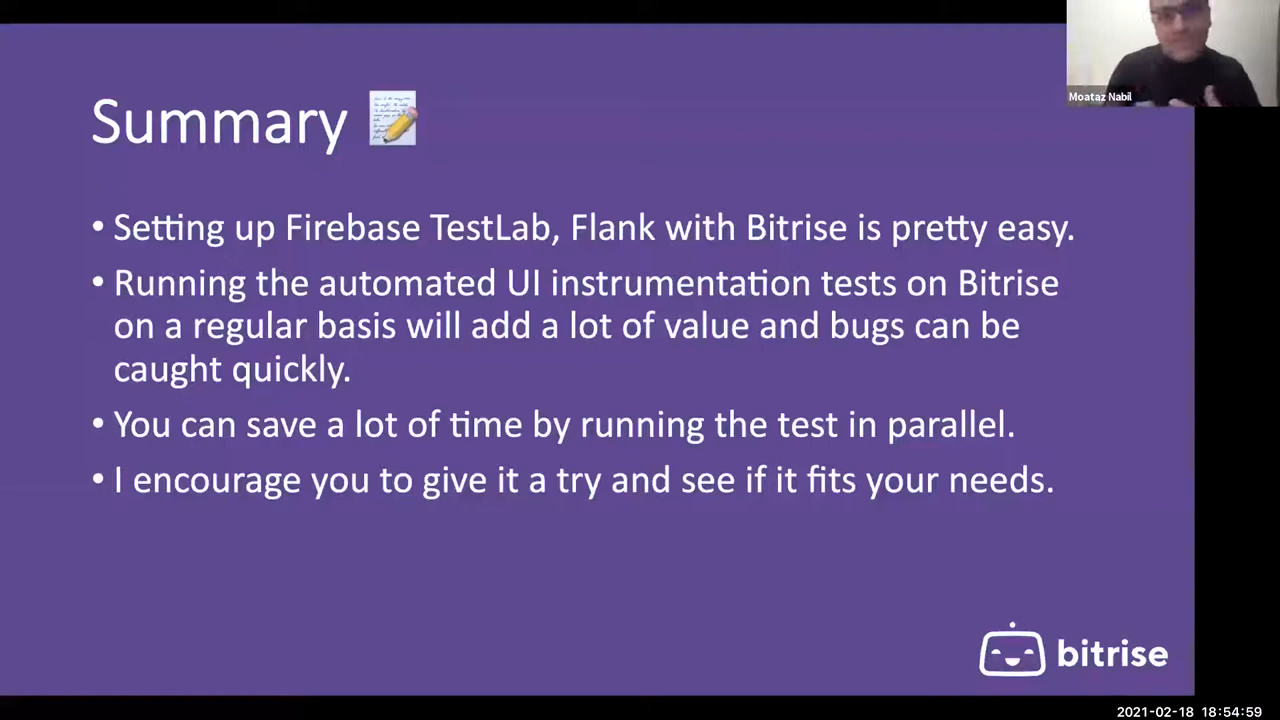 Moataz Nabil
Summary
• Setting up Firebase TestLab, Flank with Bitrise is pretty easy.
• Running the automated UI instrumentation tests on Bitrise
on a regular basis will add a lot of value and bugs can be
caught quickly.
• You can save a lot of time by running the test in parallel.
• I encourage you to give it a try and see if it fits your needs.
bitrise
2021-02-18 18:54:59